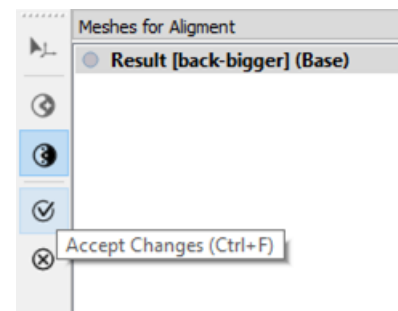 Meshes for Aligment
Result [back-bigger] (Base)
Accept Changes (Ctrl+F)